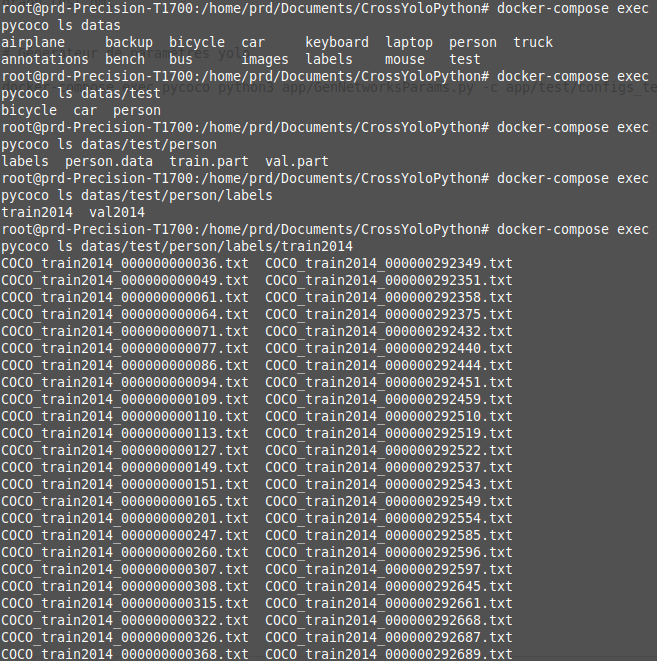 root@prd-Precision-T1700:/home/prd/Documents/CrossYoloPython# docker-compose exec
pycoco ls datas
airplane backup bicycle car keyboard laptop person truck
annotations bench bus images labels mouse test
root@prd-Precision-T1700:/home/prd/Documents/CrossYoloPython# docker-compose exec
pycoco ls datas/test
bicycle car person
root@prd-Precision-T1700:/home/prd/Documents/CrossYoloPython# docker-compose exec
pycoco ls datas/test/person
labels person.data train.part val.part
root@prd-Precision-T1700:/home/prd/Documents/CrossYoloPython# docker-compose exec
pycoco ls datas/test/person/labels
train2014 val2014
root@prd-Precision-T1700:/home/prd/Documents/CrossYoloPython# docker-compose exec
pycoco ls datas/test/person/labels/train2014
COCO_train2014_000000000036.txt COCO_train2014_000000292349.txt
COCO_train2014_000000000049.txt COCO_train2014_000000292351.txt
COCO_train2014_000000000061.txt COCO_train2014_000000292358.txt
COCO_train2014_000000000064.txt COCO_train2014_000000292375.txt
COCO_train2014_000000000071.txt COCO_train2014_000000292432.txt
COCO_train2014_000000000077.txt COCO_train2014_000000292440.txt
COCO_train2014_000000000086.txt COCO_train2014_000000292444.txt
COCO_train2014_000000000094.txt COCO_train2014_000000292451.txt
COCO_train2014_000000000109.txt COCO_train2014_000000292459.txt
COCO_train2014_000000000110.txt COCO_train2014_000000292510.txt
COCO_train2014_000000000113.txt COCO_train2014_000000292519.txt
COCO_train2014_000000000127.txt COCO_train2014_000000292522.txt
COCO_train2014_000000000149.txt COCO_train2014_000000292537.txt
COCO_train2014_000000000151.txt COCO_train2014_000000292543.txt
COCO_train2014_000000000165.txt COCO_train2014_000000292549.txt
COCO_train2014_000000000201.txt COCO_train2014_000000292554.txt
COCO_train2014_000000000247.txt COCO_train2014_000000292585.txt
COCO_train2014_000000000260.txt COCO_train2014_000000292596.txt
COCO_train2014_000000000307.txt COCO_train2014_000000292597.txt
COCO_train2014_000000000308.txt COCO_train2014_000000292645.txt
COCO_train2014_000000000315.txt COCO_train2014_000000292661.txt
COCO_train2014_000000000322.txt COCO_train2014_000000292668.txt
COCO_train2014_000000000326.txt COCO_train2014_000000292687.txt
COCO_train2014_000000000368.txt COCO_train2014_000000292689.txt